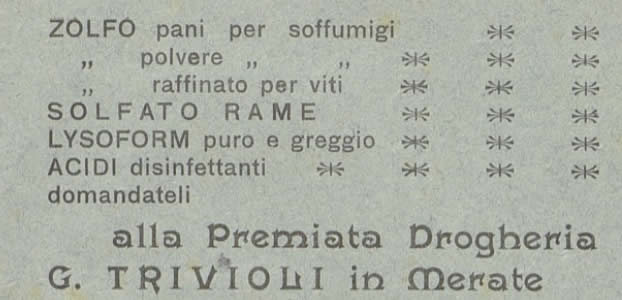 ZOLFO pani per soffumigi
„ polvere „ „
„ raffinato per viti
SOLFATO RAME
LYSOFORM puro e greggio
ACIDI disinfettanti
domandateli
alla Premiata Drogheria
G. TRIVIOLI in Merate